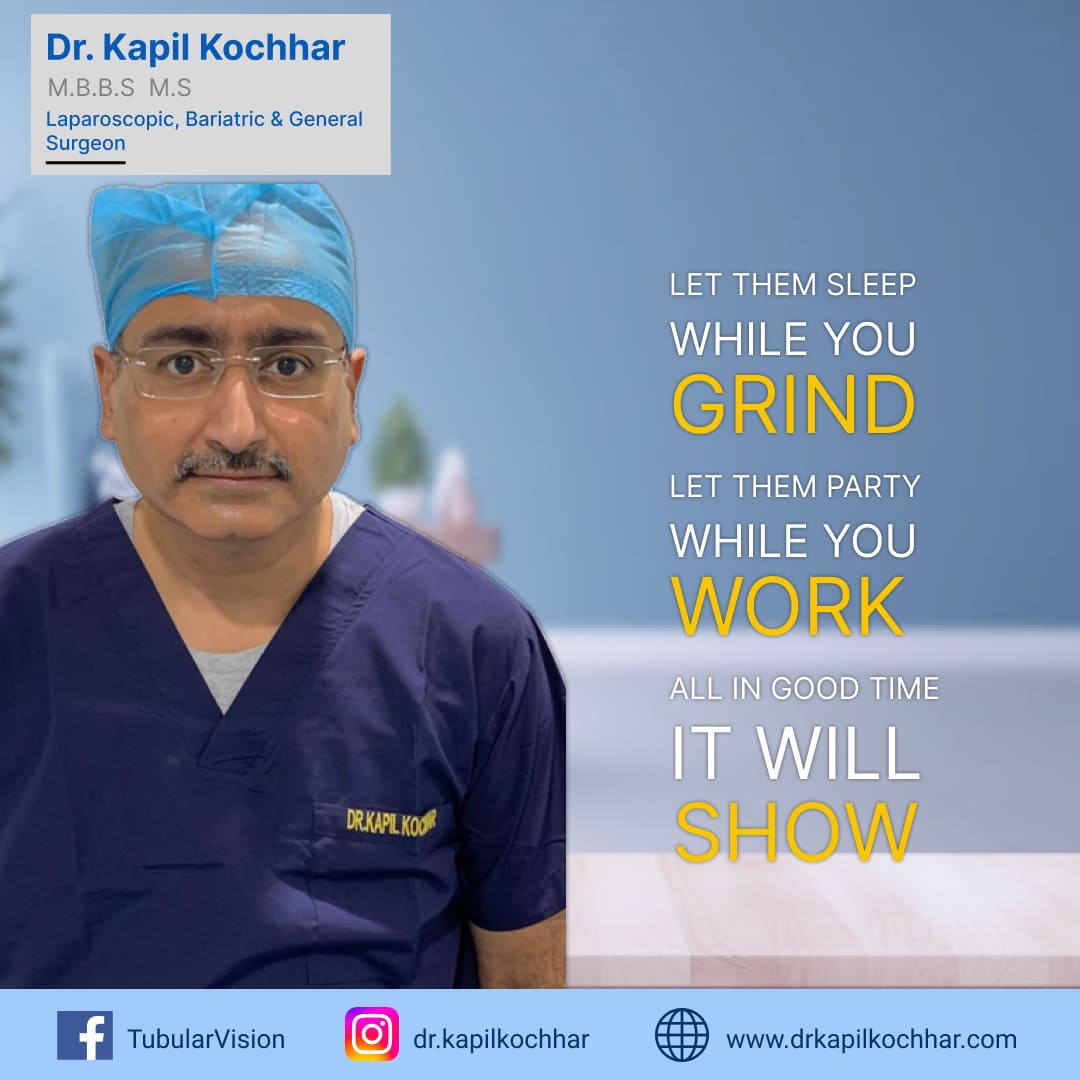 Dr. Kapil Kochhar
M.B.B.S M.S
Laparoscopic, Bariatric & General
Surgeon
LET THEM SLEEP
WHILE YOU
GRIND
LET THEM PARTY
WHILE YOU
WORK
ALL IN GOOD TIME
IT WILL
SHOW
DR.KAPIL
TubularVision
dr.kapilkochhar
www.drkapilkochhar.com